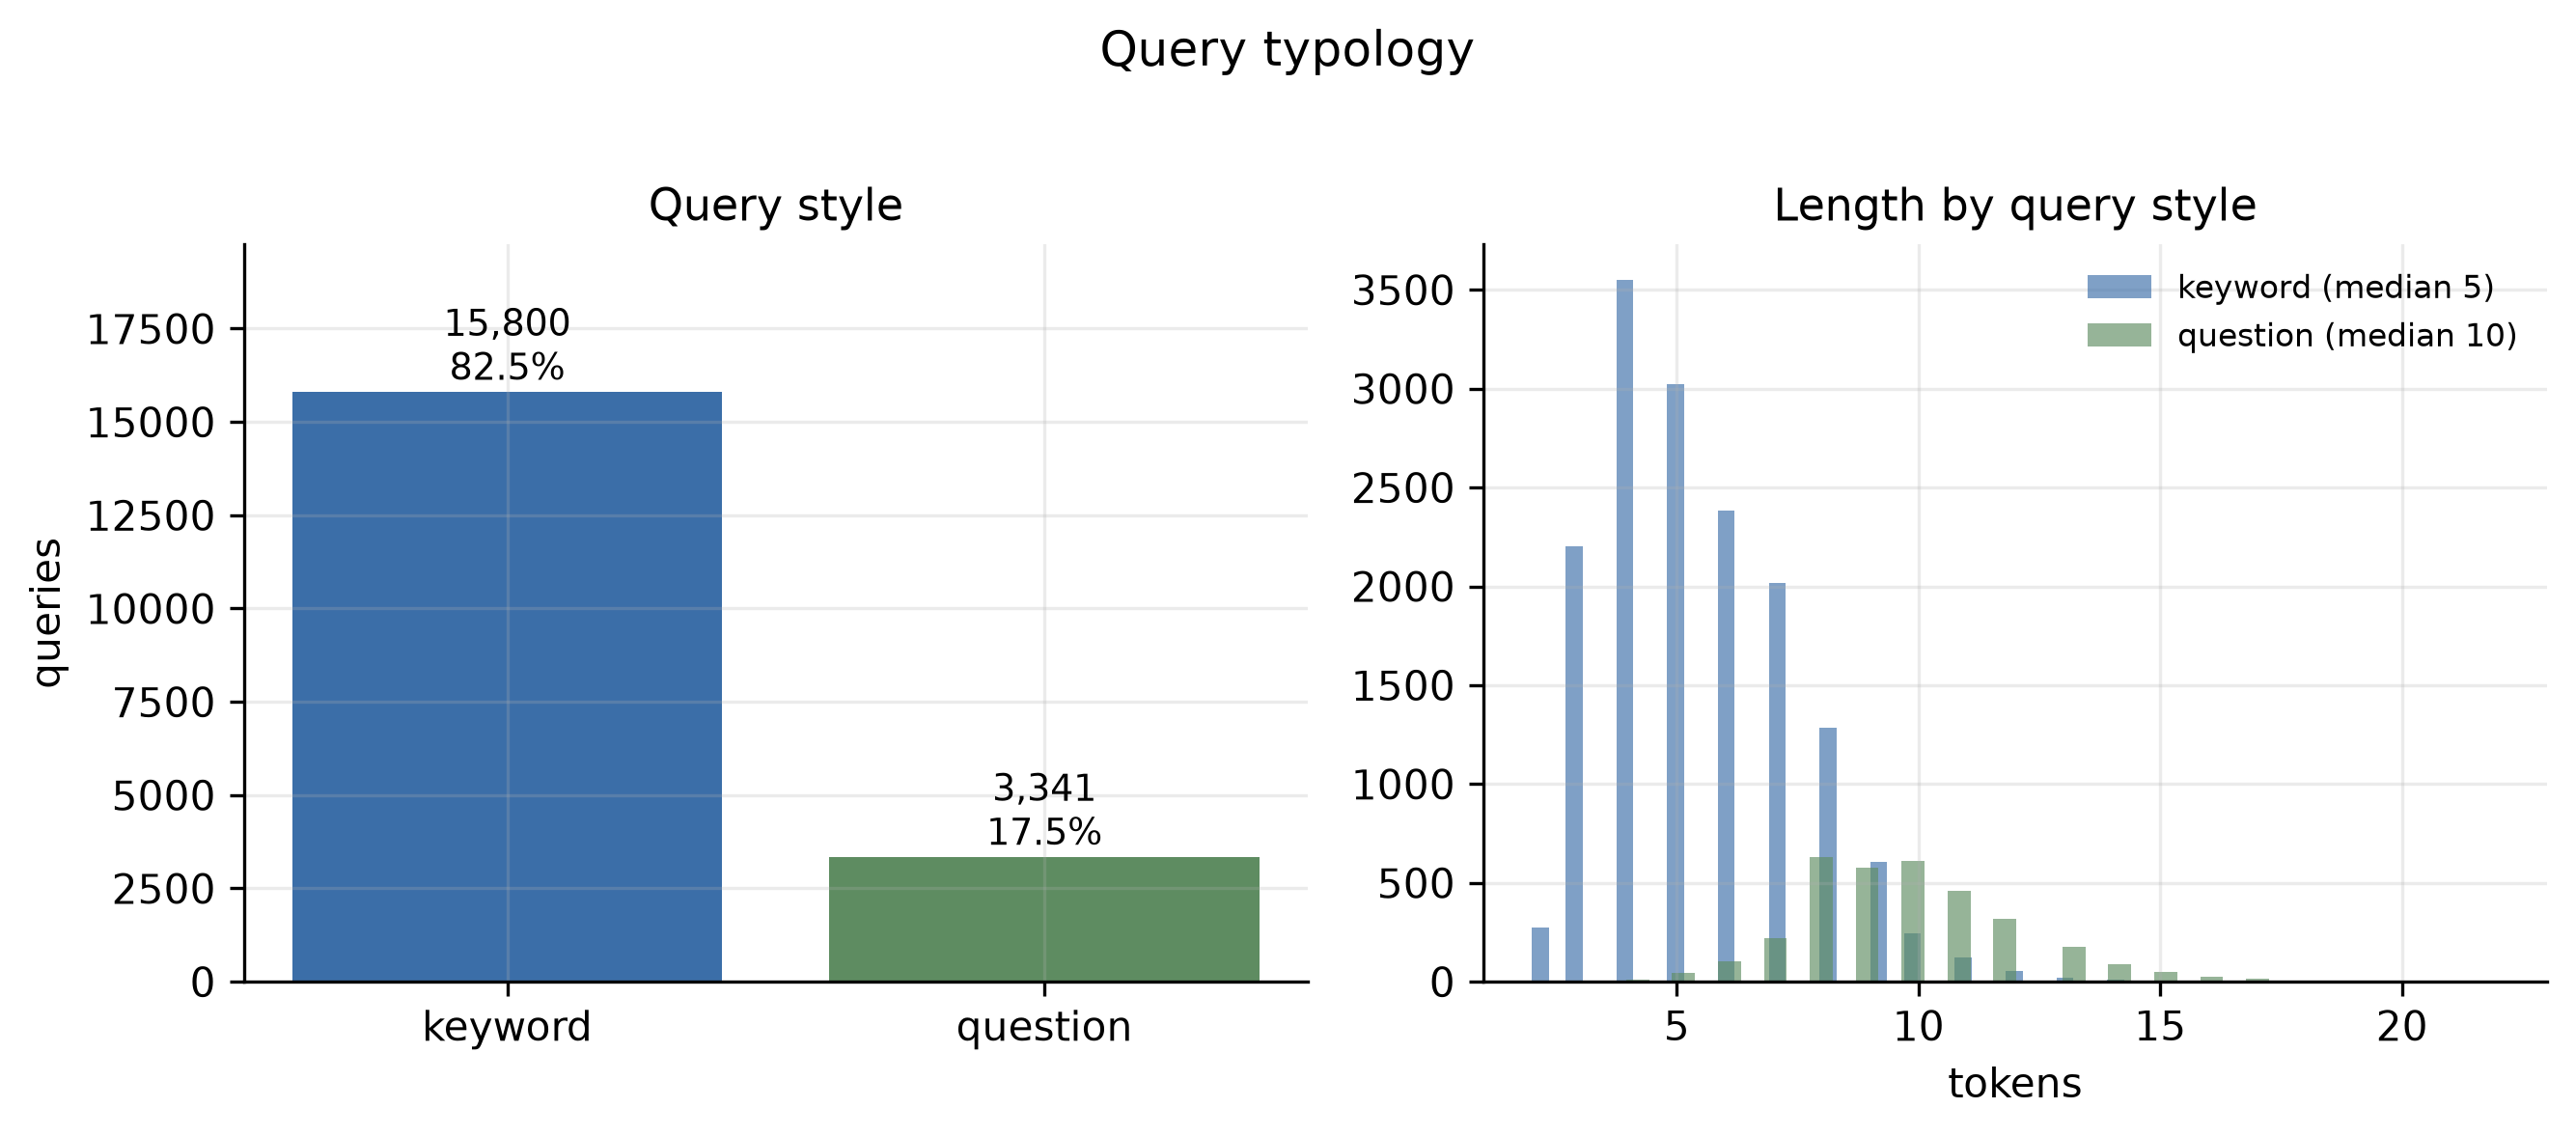 Query typology
Query style
queries
17500
15000
12500
10000
7500
5000
2500
0
15,800
82.5%
3,341
17.5%
keyword
question
Length by query style
3500
3000
2500
2000
1500
1000
500
0
keyword (median 5)
question (median 10)
5
10
15
20
tokens